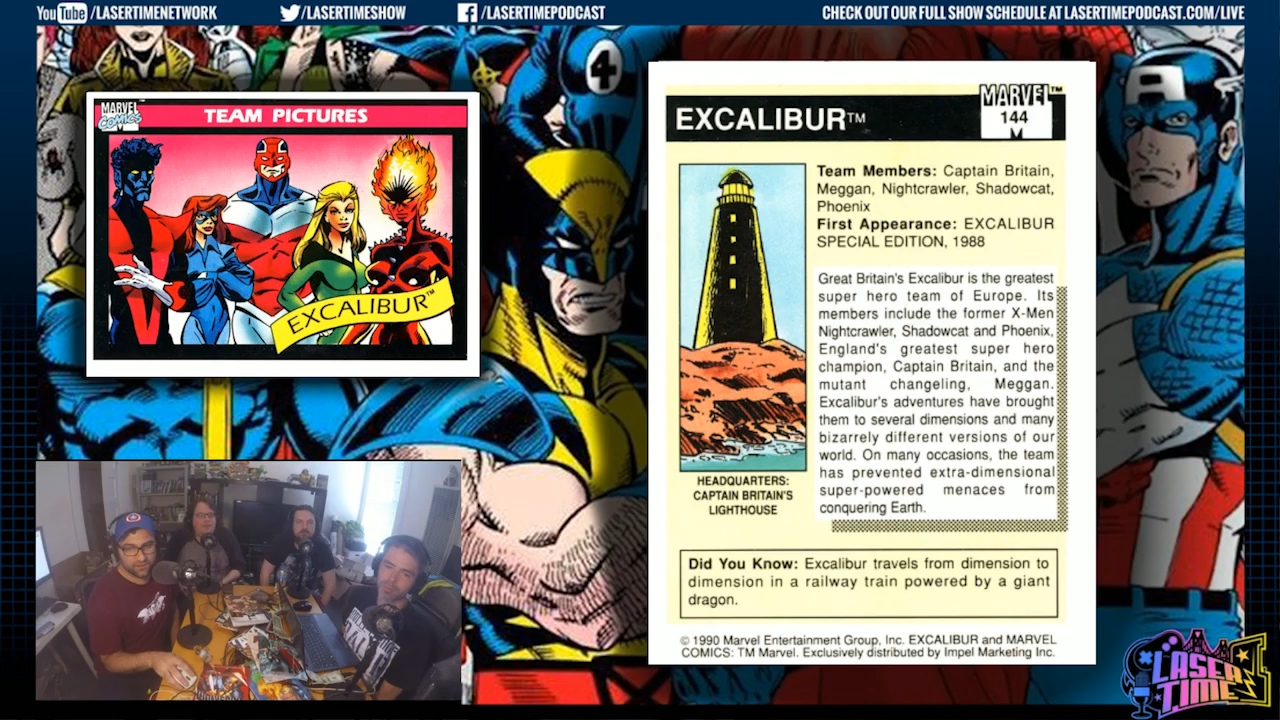 You Tube /LASERTIMENETWORK
/LASERTIMESHOW
/LASERTIMEPODCAST
CHECK OUT OUR FULL SHOW SCHEDULE AT LASERTIMEPODCAST.COM/LIVE
MARVEL COMICS
TEAM PICTURES
EXCALIBUR™
4
A
EXCALIBUR™
MARVEL™
144
Team Members: Captain Britain,
Meggan, Nightcrawler, Shadowcat,
Phoenix
First Appearance: EXCALIBUR
SPECIAL EDITION, 1988
Great Britain's Excalibur is the greatest
super hero team of Europe. Its
members include the former X-Men
Nightcrawler, Shadowcat and Phoenix,
England's greatest super hero
champion, Captain Britain, and the
mutant changeling, Meggan.
Excalibur's adventures have brought
them to several dimensions and many
bizarrely different versions of our
world. On many occasions, the team
has prevented extra-dimensional
super-powered menaces from
conquering Earth.
HEADQUARTERS:
CAPTAIN BRITAIN'S
LIGHTHOUSE
Did You Know: Excalibur travels from dimension to
dimension in a railway train powered by a giant
dragon.
© 1990 Marvel Entertainment Group, Inc. EXCALIBUR and MARVEL
COMICS: TM Marvel. Exclusively distributed by Impel Marketing Inc.
LASER
TIME